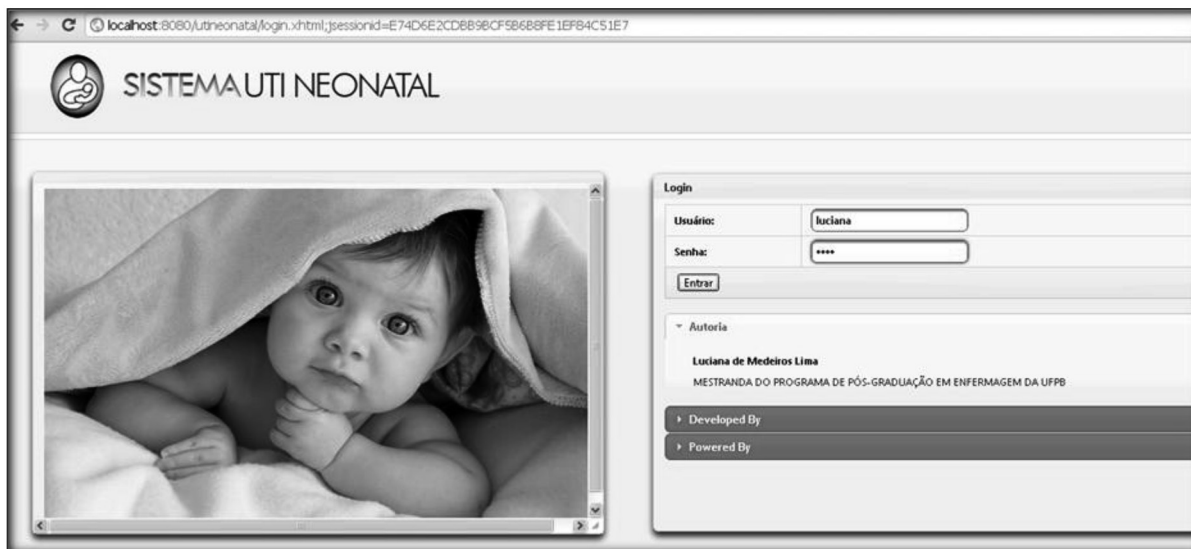 localhost:8080/utineonatal/login.xhtml;jsessionid=E74D6E2CDBB9BCF5B6B8FE1EFB4C51E7
SISTEMA UTI NEONATAL
Login
Usuário: luciana
Senha: ••••
Entrar
Autoria
Luciana de Medeiros Lima
MESTRANDA DO PROGRAMA DE PÓS-GRADUAÇÃO EM ENFERMAGEM DA UFPB
Developed By
Powered By